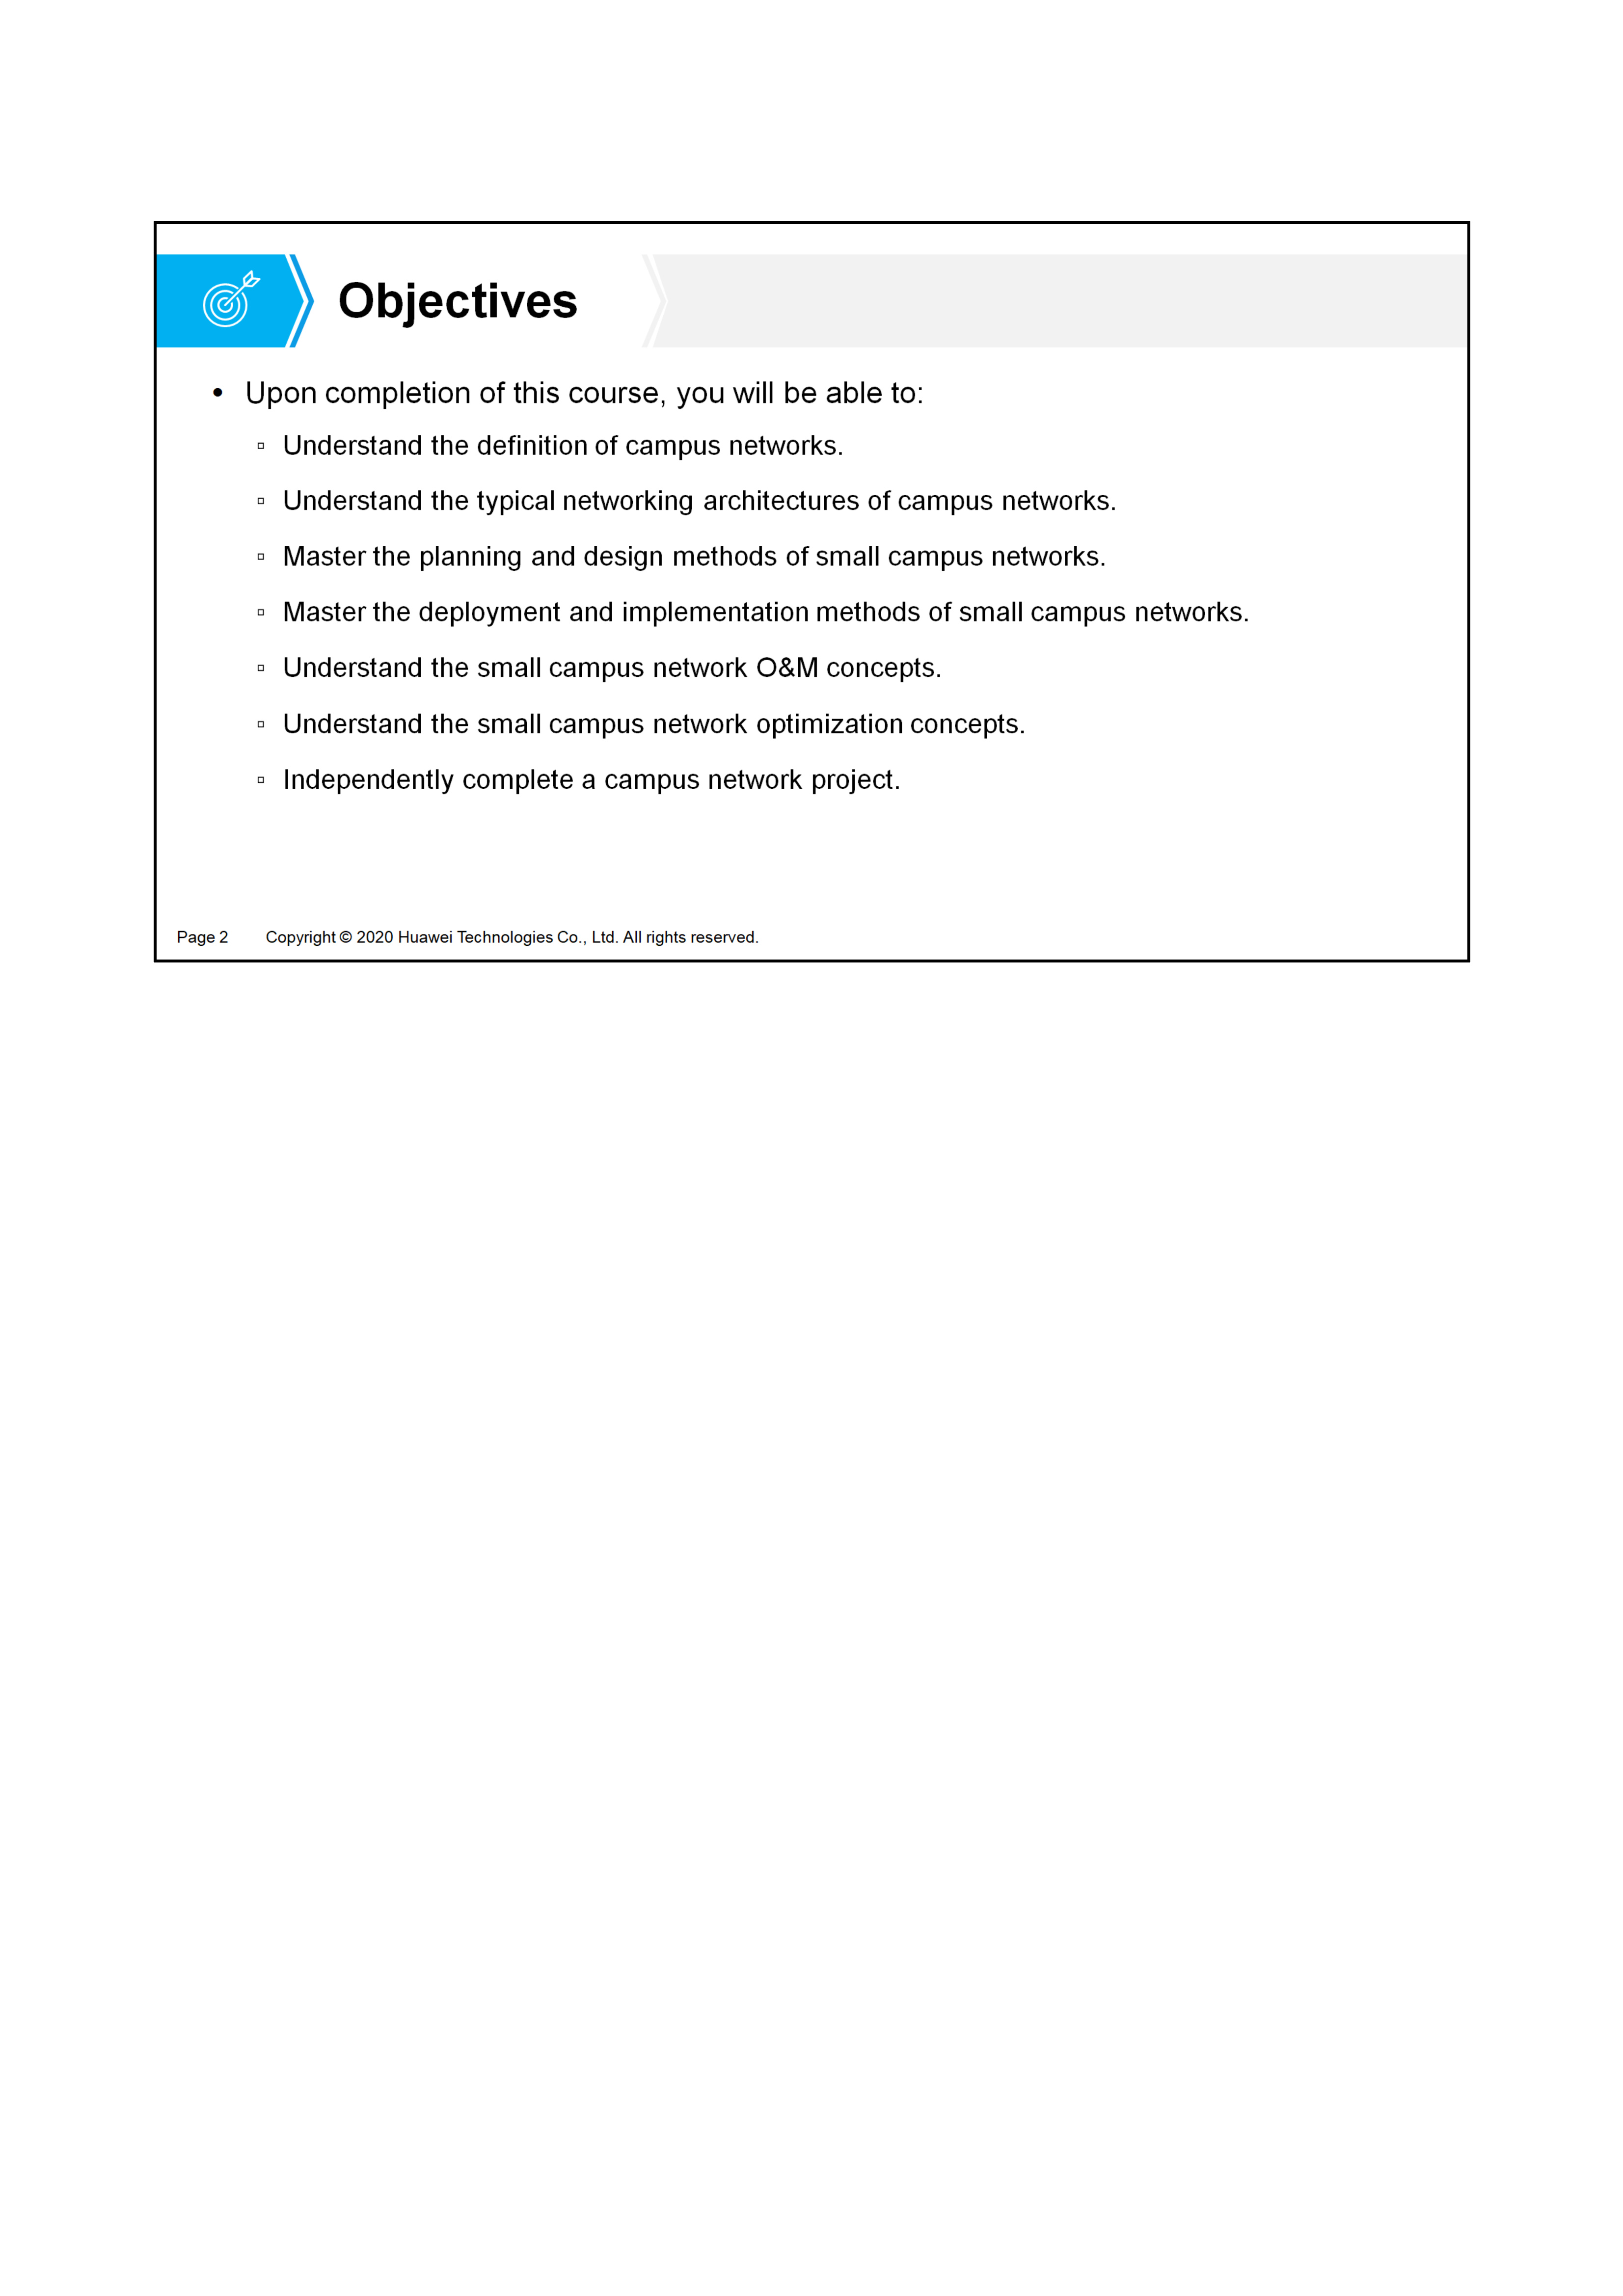 Objectives
• Upon completion of this course, you will be able to:
▫ Understand the definition of campus networks.
▫ Understand the typical networking architectures of campus networks.
▫ Master the planning and design methods of small campus networks.
▫ Master the deployment and implementation methods of small campus networks.
▫ Understand the small campus network O&M concepts.
▫ Understand the small campus network optimization concepts.
▫ Independently complete a campus network project.
Page 2 Copyright © 2020 Huawei Technologies Co., Ltd. All rights reserved.